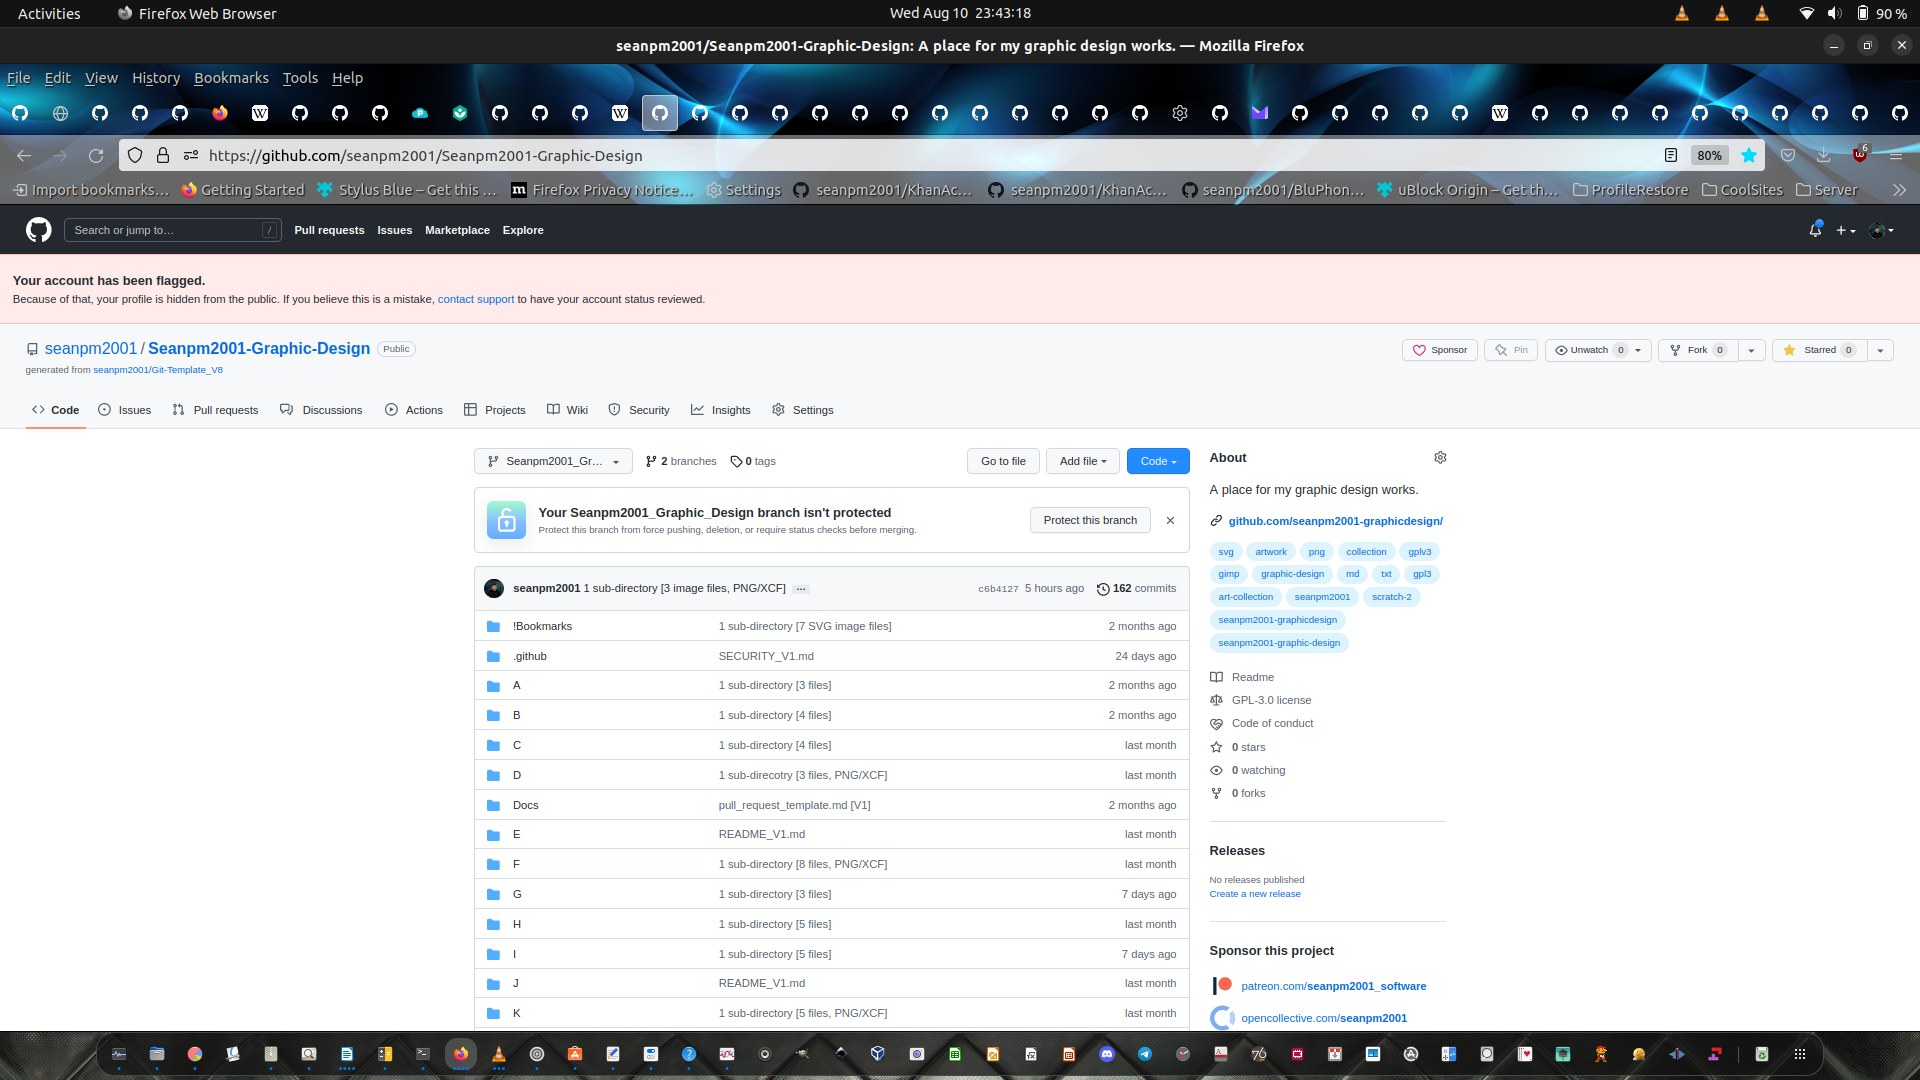 Activities Firefox Web Browser Wed Aug 10 23:43:18 90 %
seanpm2001/Seanpm2001-Graphic-Design: A place for my graphic design works. — Mozilla Firefox
File Edit View History Bookmarks Tools Help
https://github.com/seanpm2001/Seanpm2001-Graphic-Design 80% 6
Import bookmarks… Getting Started Stylus Blue – Get this … Firefox Privacy Notice… Settings seanpm2001/KhanAc… seanpm2001/KhanAc… seanpm2001/BluPhon… uBlock Origin – Get th… ProfileRestore CoolSites Server
Search or jump to… / Pull requests Issues Marketplace Explore
Your account has been flagged.
Because of that, your profile is hidden from the public. If you believe this is a mistake, contact support to have your account status reviewed.
seanpm2001 / Seanpm2001-Graphic-Design Public Sponsor Pin Unwatch 0 Fork 0 Starred 0
generated from seanpm2001/Git-Template_V8
Code Issues Pull requests Discussions Actions Projects Wiki Security Insights Settings
Seanpm2001_Gr… 2 branches 0 tags Go to file Add file Code
Your Seanpm2001_Graphic_Design branch isn't protected
Protect this branch from force pushing, deletion, or require status checks before merging.
Protect this branch
seanpm2001 1 sub-directory [3 image files, PNG/XCF] … c6b4127 5 hours ago 162 commits
!Bookmarks 1 sub-directory [7 SVG image files] 2 months ago
.github SECURITY_V1.md 24 days ago
A 1 sub-directory [3 files] 2 months ago
B 1 sub-directory [4 files] 2 months ago
C 1 sub-directory [4 files] last month
D 1 sub-direcotry [3 files, PNG/XCF] last month
Docs pull_request_template.md [V1] 2 months ago
E README_V1.md last month
F 1 sub-directory [8 files, PNG/XCF] last month
G 1 sub-directory [3 files] 7 days ago
H 1 sub-directory [5 files] last month
I 1 sub-directory [5 files] 7 days ago
J README_V1.md last month
K 1 sub-directory [5 files, PNG/XCF] last month
About
A place for my graphic design works.
github.com/seanpm2001-graphicdesign/
svg artwork png collection gplv3
gimp graphic-design md txt gpl3
art-collection seanpm2001 scratch-2
seanpm2001-graphicdesign
seanpm2001-graphic-design
Readme
GPL-3.0 license
Code of conduct
0 stars
0 watching
0 forks
Releases
No releases published
Create a new release
Sponsor this project
patreon.com/seanpm2001_software
opencollective.com/seanpm2001